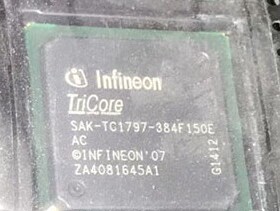 Infineon
TriCore
SAK-TC1797-384F150E
AC
©INFINEON'07
ZA4081645A1
G1412